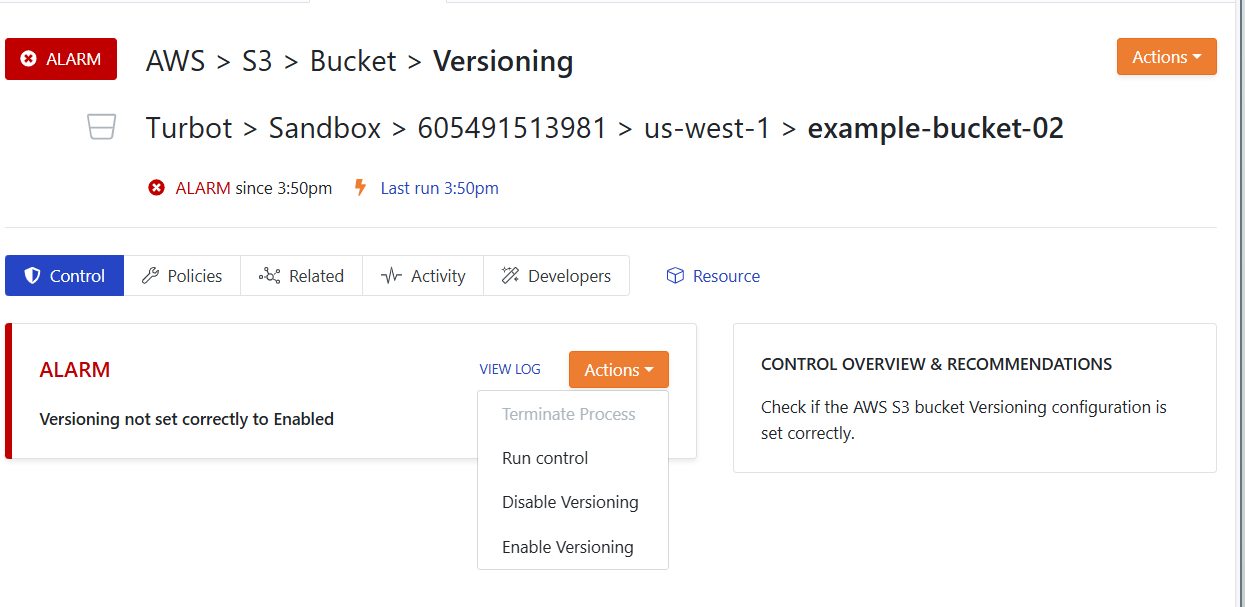 ALARM
AWS > S3 > Bucket > Versioning
Actions
Turbot > Sandbox > 605491513981 > us-west-1 > example-bucket-02
ALARM since 3:50pm
Last run 3:50pm
Control
Policies
Related
Activity
Developers
Resource
ALARM
VIEW LOG
Actions
Versioning not set correctly to Enabled
Terminate Process
Run control
Disable Versioning
Enable Versioning
CONTROL OVERVIEW & RECOMMENDATIONS
Check if the AWS S3 bucket Versioning configuration is
set correctly.